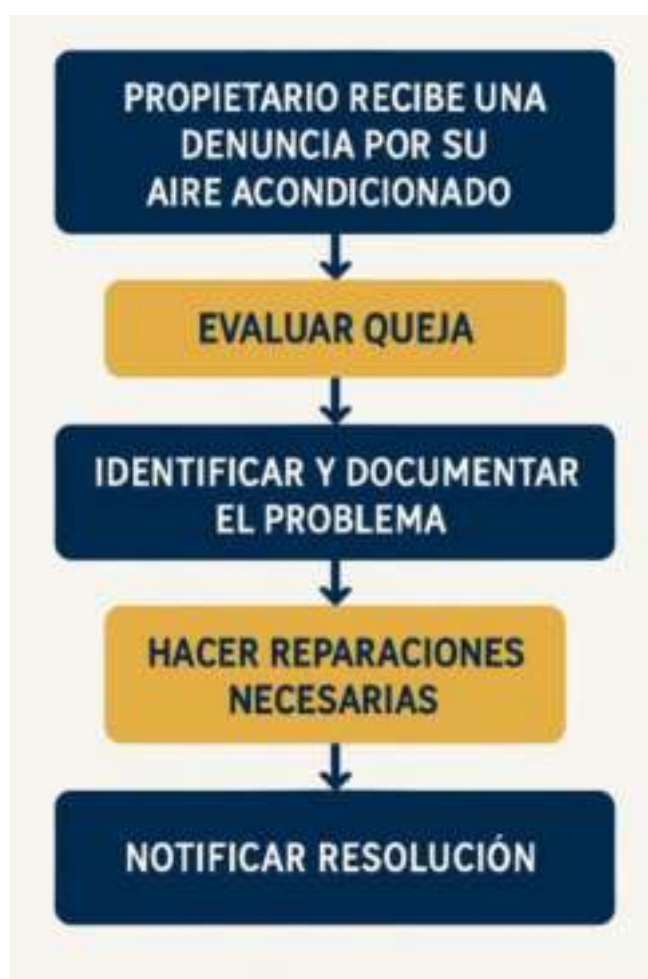 PROPIETARIO RECIBE UNA
DENUNCIA POR SU
AIRE ACONDICIONADO
EVALUAR QUEJA
IDENTIFICAR Y DOCUMENTAR
EL PROBLEMA
HACER REPARACIONES
NECESARIAS
NOTIFICAR RESOLUCIÓN